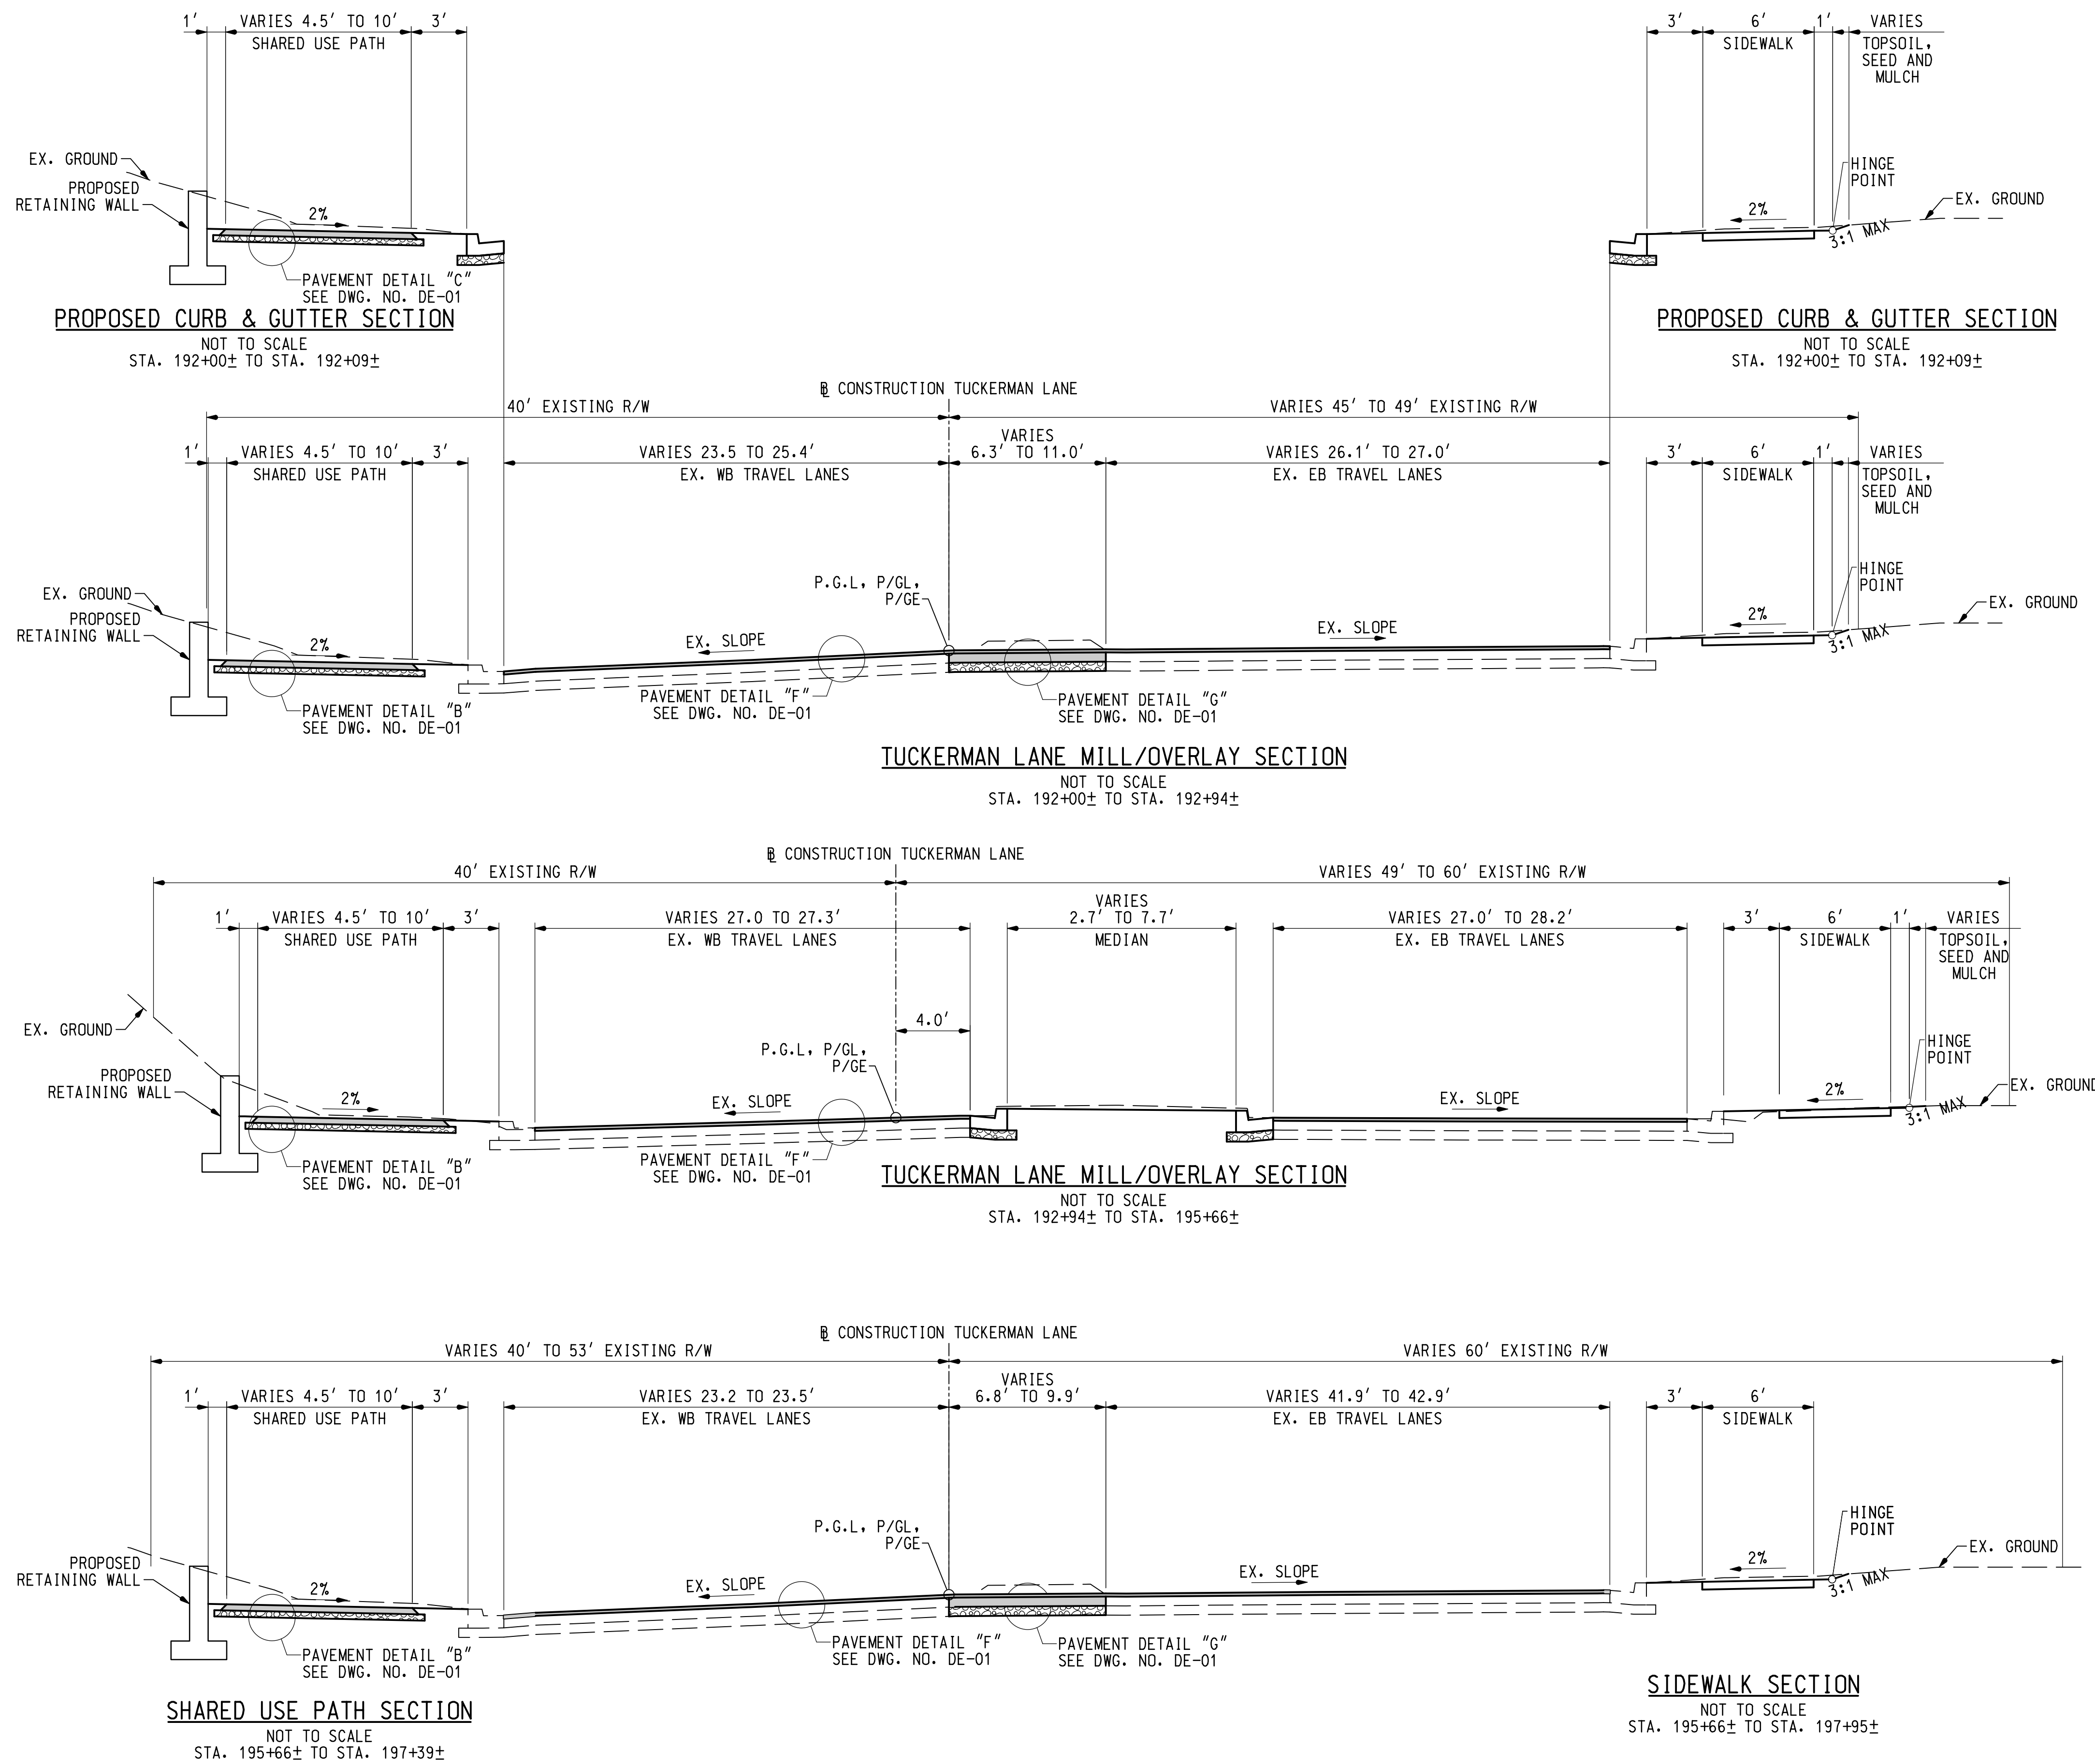 1' VARIES 4.5' TO 10' 3'
SHARED USE PATH
EX. GROUND
PROPOSED
RETAINING WALL
2%
PAVEMENT DETAIL "C"
SEE DWG. NO. DE-01
PROPOSED CURB & GUTTER SECTION
NOT TO SCALE
STA. 192+00± TO STA. 192+09±
3' 6' 1' VARIES
SIDEWALK
TOPSOIL,
SEED AND
MULCH
HINGE
POINT
2%
EX. GROUND
3:1 MAX
PROPOSED CURB & GUTTER SECTION
NOT TO SCALE
STA. 192+00± TO STA. 192+09±
℄ CONSTRUCTION TUCKERMAN LANE
40' EXISTING R/W
VARIES 45' TO 49' EXISTING R/W
1' VARIES 4.5' TO 10' 3'
SHARED USE PATH
VARIES 23.5 TO 25.4'
EX. WB TRAVEL LANES
VARIES
6.3' TO 11.0'
VARIES 26.1' TO 27.0'
EX. EB TRAVEL LANES
3' 6' 1' VARIES
SIDEWALK
TOPSOIL,
SEED AND
MULCH
EX. GROUND
PROPOSED
RETAINING WALL
2%
P.G.L, P/GL,
P/GE
EX. SLOPE
EX. SLOPE
HINGE
POINT
2%
EX. GROUND
3:1 MAX
PAVEMENT DETAIL "B"
SEE DWG. NO. DE-01
PAVEMENT DETAIL "F"
SEE DWG. NO. DE-01
PAVEMENT DETAIL "G"
SEE DWG. NO. DE-01
TUCKERMAN LANE MILL/OVERLAY SECTION
NOT TO SCALE
STA. 192+00± TO STA. 192+94±
℄ CONSTRUCTION TUCKERMAN LANE
40' EXISTING R/W
VARIES 49' TO 60' EXISTING R/W
1' VARIES 4.5' TO 10' 3'
SHARED USE PATH
VARIES 27.0 TO 27.3'
EX. WB TRAVEL LANES
VARIES
2.7' TO 7.7'
MEDIAN
VARIES 27.0' TO 28.2'
EX. EB TRAVEL LANES
3' 6' 1' VARIES
SIDEWALK
TOPSOIL,
SEED AND
MULCH
EX. GROUND
4.0'
PROPOSED
RETAINING WALL
2%
P.G.L, P/GL,
P/GE
EX. SLOPE
EX. SLOPE
HINGE
POINT
2%
EX. GROUND
3:1 MAX
PAVEMENT DETAIL "B"
SEE DWG. NO. DE-01
PAVEMENT DETAIL "F"
SEE DWG. NO. DE-01
TUCKERMAN LANE MILL/OVERLAY SECTION
NOT TO SCALE
STA. 192+94± TO STA. 195+66±
℄ CONSTRUCTION TUCKERMAN LANE
VARIES 40' TO 53' EXISTING R/W
VARIES 60' EXISTING R/W
1' VARIES 4.5' TO 10' 3'
SHARED USE PATH
VARIES 23.2 TO 23.5'
EX. WB TRAVEL LANES
VARIES
6.8' TO 9.9'
VARIES 41.9' TO 42.9'
EX. EB TRAVEL LANES
3' 6'
SIDEWALK
PROPOSED
RETAINING WALL
2%
P.G.L, P/GL,
P/GE
EX. SLOPE
EX. SLOPE
HINGE
POINT
2%
EX. GROUND
3:1 MAX
PAVEMENT DETAIL "B"
SEE DWG. NO. DE-01
PAVEMENT DETAIL "F"
SEE DWG. NO. DE-01
PAVEMENT DETAIL "G"
SEE DWG. NO. DE-01
SHARED USE PATH SECTION
NOT TO SCALE
STA. 195+66± TO STA. 197+39±
SIDEWALK SECTION
NOT TO SCALE
STA. 195+66± TO STA. 197+95±